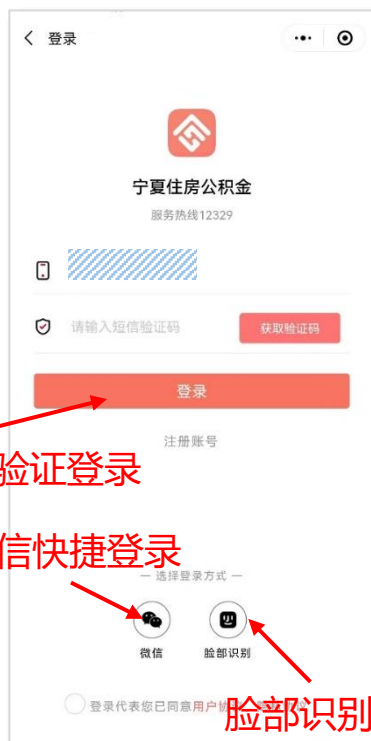 登录
宁夏住房公积金
服务热线12329
请输入短信验证码
获取验证码
登录
注册账号
验证登录
信快捷登录
— 选择登录方式 —
微信
脸部识别
登录代表您已同意用户协
脸部识别